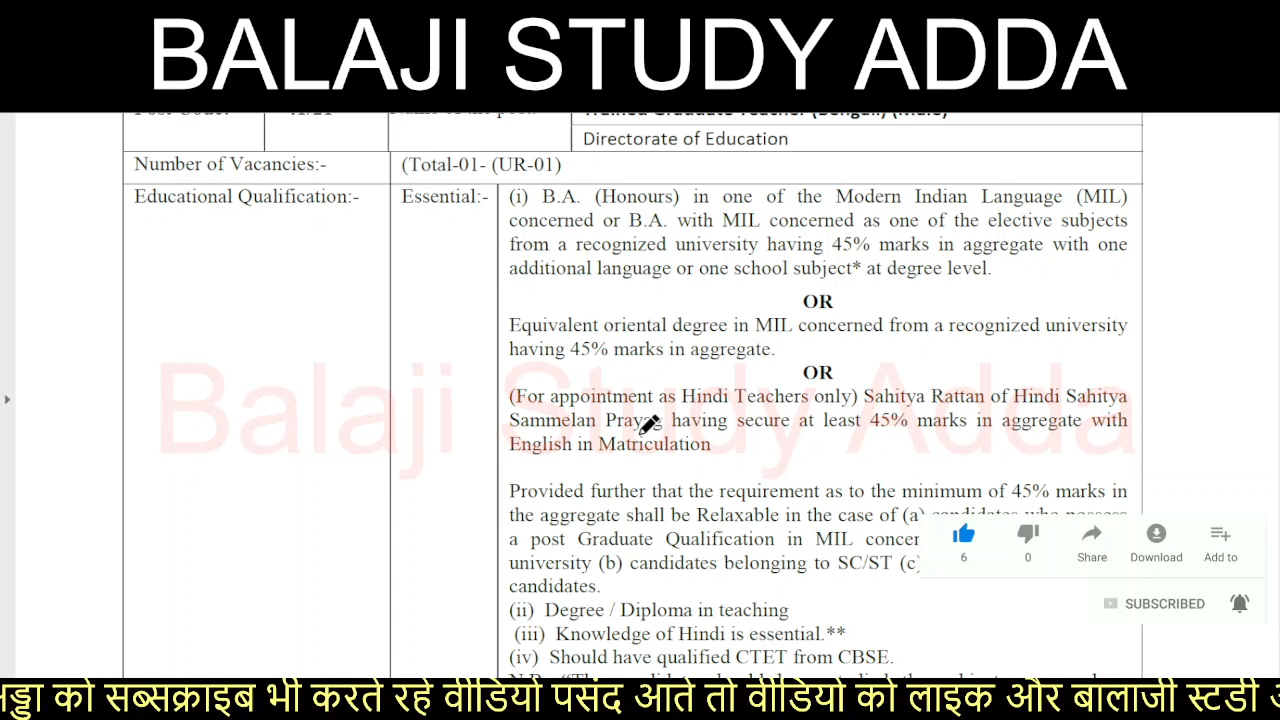 BALAJI STUDY ADDA
Trained Graduate Teacher (Bengali) (Male)
Directorate of Education
Number of Vacancies:- (Total-01- (UR-01)
Educational Qualification:- Essential:- (i) B.A. (Honours) in one of the Modern Indian Language (MIL)
concerned or B.A. with MIL concerned as one of the elective subjects
from a recognized university having 45% marks in aggregate with one
additional language or one school subject* at degree level.
OR
Equivalent oriental degree in MIL concerned from a recognized university
having 45% marks in aggregate.
OR
(For appointment as Hindi Teachers only) Sahitya Rattan of Hindi Sahitya
Sammelan Prayag having secure at least 45% marks in aggregate with
English in Matriculation
Balaji Study Adda
Provided further that the requirement as to the minimum of 45% marks in
the aggregate shall be Relaxable in the case of (a) candidates who possess
a post Graduate Qualification in MIL
university (b) candidates belonging to SC/ST (c)
candidates.
(ii) Degree / Diploma in teaching
(iii) Knowledge of Hindi is essential.**
(iv) Should have qualified CTET from CBSE.
6 0 Share Download Add to
SUBSCRIBED
को सब्सक्राइब भी करते रहे वीडियो पसंद आते तो वीडियो को लाइक और बालाजी स्टडी